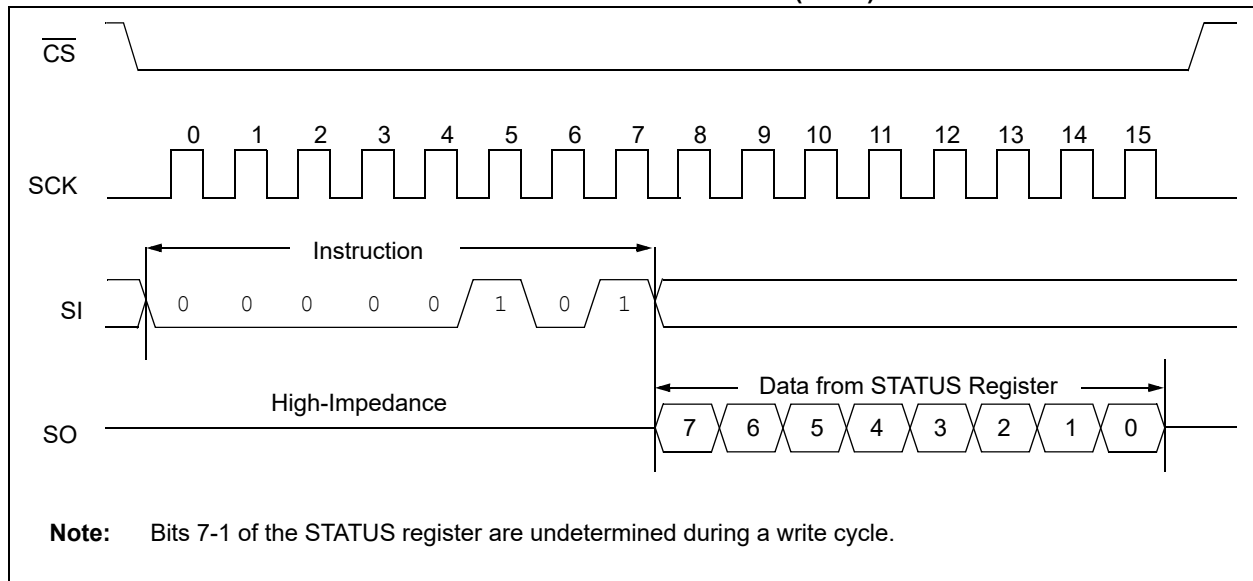 CS
0 1 2 3 4 5 6 7 8 9 10 11 12 13 14 15
SCK
Instruction
SI 0 0 0 0 0 1 0 1
Data from STATUS Register
High-Impedance
SO 7 6 5 4 3 2 1 0
Note: Bits 7-1 of the STATUS register are undetermined during a write cycle.